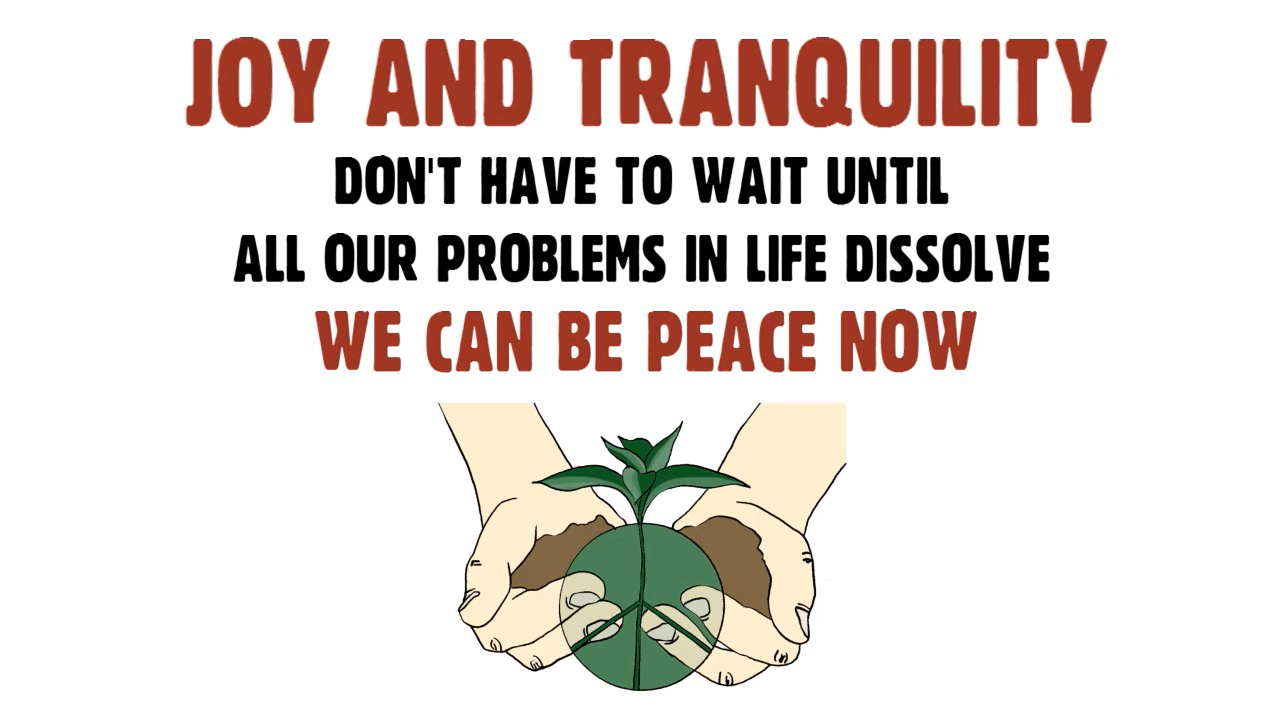 JOY AND TRANQUILITY
DON'T HAVE TO WAIT UNTIL
ALL OUR PROBLEMS IN LIFE DISSOLVE
WE CAN BE PEACE NOW